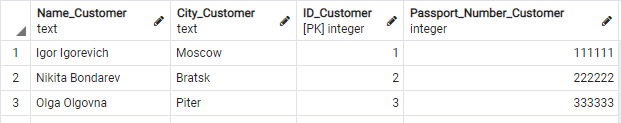 Name_Customer City_Customer ID_Customer Passport_Number_Customer
text text [PK] integer integer
1 Igor Igorevich Moscow 1 111111
2 Nikita Bondarev Bratsk 2 222222
3 Olga Olgovna Piter 3 333333